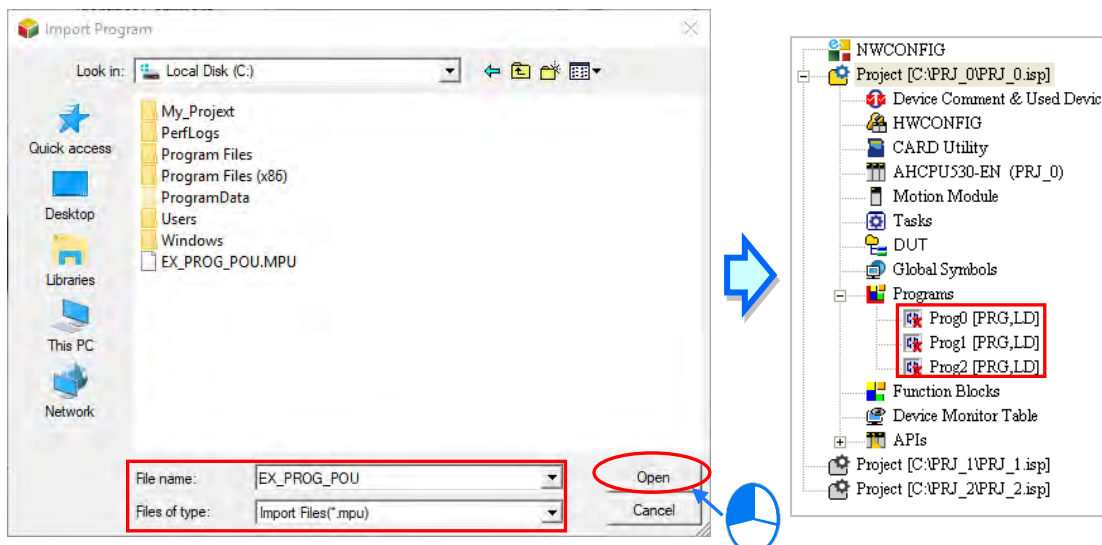 Import Program
Look in:
Local Disk (C:)
Quick access
Desktop
Libraries
This PC
Network
My_Projext
PerfLogs
Program Files
Program Files (x86)
ProgramData
Users
Windows
EX_PROG_POU.MPU
File name:
EX_PROG_POU
Open
Files of type:
Import Files(*.mpu)
Cancel
NWCONFIG
Project [C:\PRJ_0\PRJ_0.isp]
Device Comment & Used Devic
HWCONFIG
CARD Utility
AHCPU530-EN (PRJ_0)
Motion Module
Tasks
DUT
Global Symbols
Programs
Prog0 [PRG,LD]
Prog1 [PRG,LD]
Prog2 [PRG,LD]
Function Blocks
Device Monitor Table
APIs
Project [C:\PRJ_1\PRJ_1.isp]
Project [C:\PRJ_2\PRJ_2.isp]